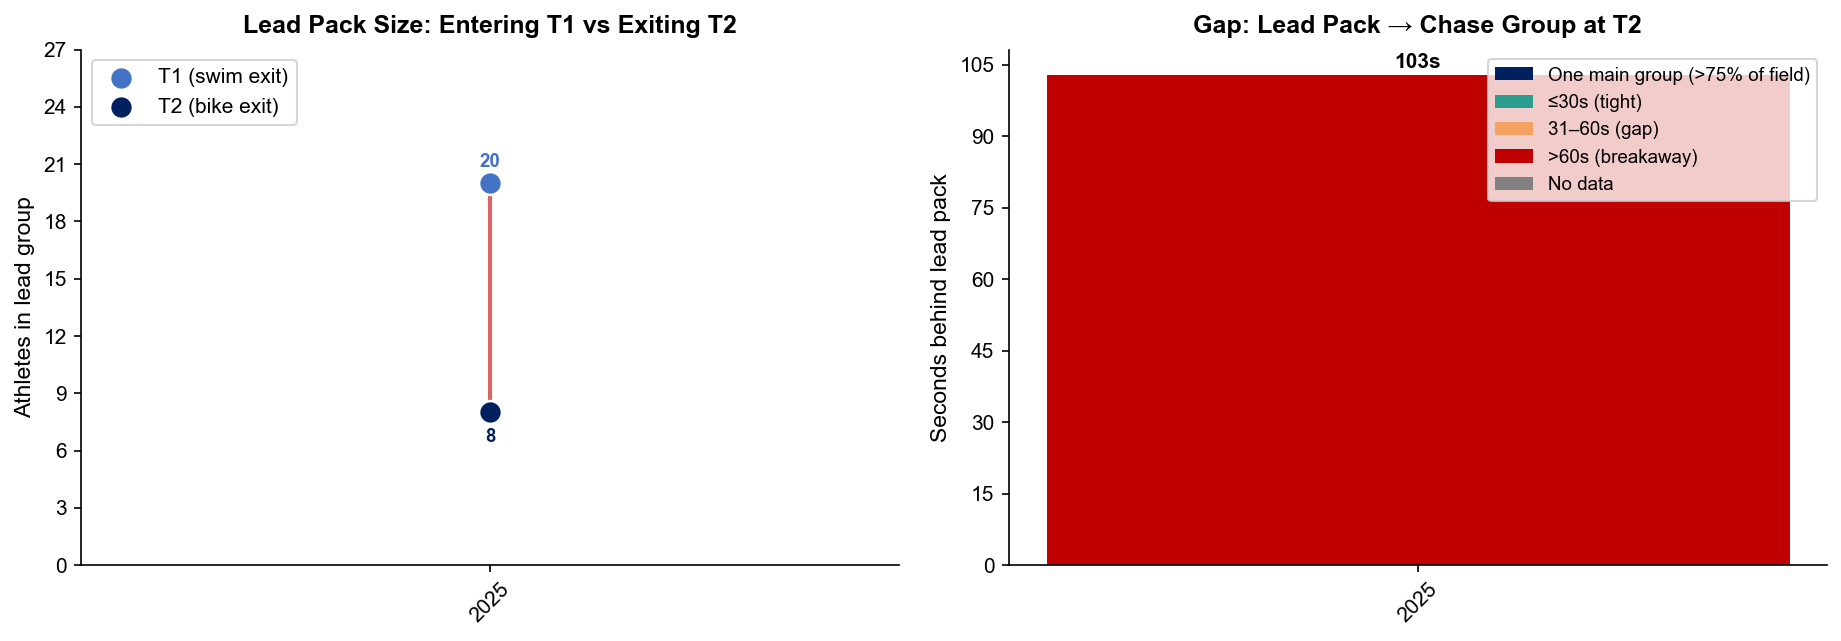 Lead Pack Size: Entering T1 vs Exiting T2
Athletes in lead group
27
24
21
18
15
12
9
6
3
0
T1 (swim exit)
T2 (bike exit)
20
8
2025
Gap: Lead Pack → Chase Group at T2
Seconds behind lead pack
105
90
75
60
45
30
15
0
103s
One main group (>75% of field)
≤30s (tight)
31–60s (gap)
>60s (breakaway)
No data
2025